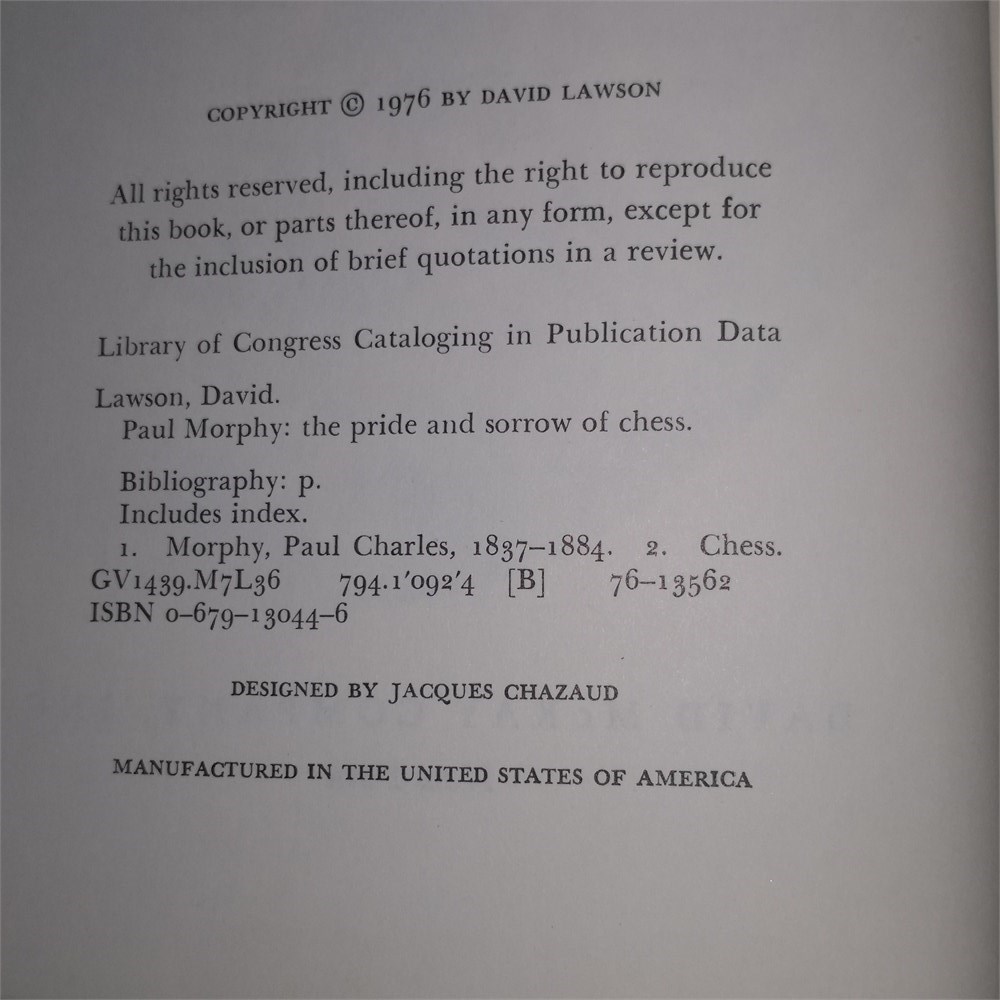 COPYRIGHT © 1976 BY DAVID LAWSON
All rights reserved, including the right to reproduce
this book, or parts thereof, in any form, except for
the inclusion of brief quotations in a review.
Library of Congress Cataloging in Publication Data
Lawson, David.
Paul Morphy: the pride and sorrow of chess.
Bibliography: p.
Includes index.
1. Morphy, Paul Charles, 1837–1884. 2. Chess.
GV1439.M7L36 794.1'092'4 [B] 76–13562
ISBN 0–679–13044–6
DESIGNED BY JACQUES CHAZAUD
MANUFACTURED IN THE UNITED STATES OF AMERICA